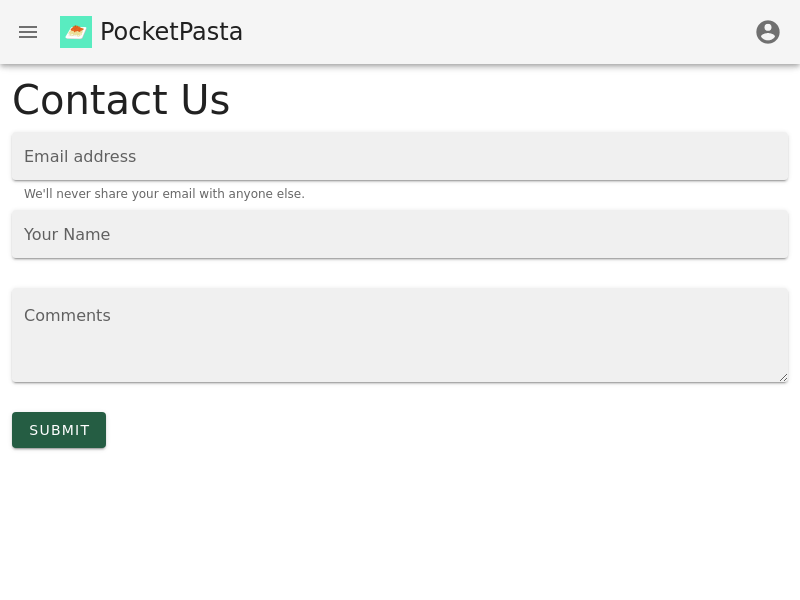 PocketPasta
Contact Us
Email address
We'll never share your email with anyone else.
Your Name
Comments
SUBMIT